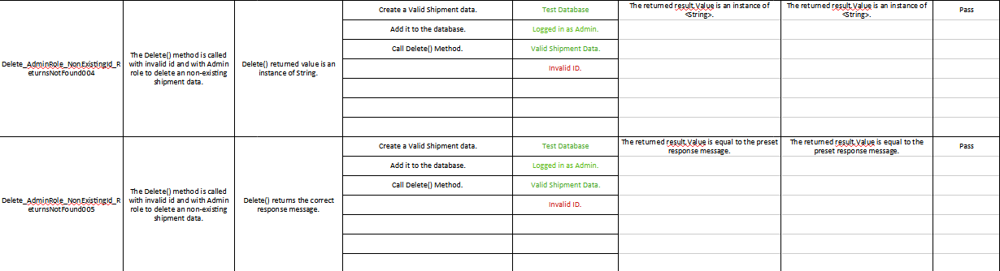 Delete_AdminRole_NonExistingId_R
eturnsNotFound004
The Delete() method is called
with invalid id and with Admin
role to delete an non-existing
shipment data.
Delete() returned value is an
instance of String.
Create a Valid Shipment data.
Test Database
The returned result.Value is an instance of
<String>.
The returned result.Value is an instance of
<String>.
Pass
Add it to the database.
Logged in as Admin.
Call Delete() Method.
Valid Shipment Data.
Invalid ID.
Delete_AdminRole_NonExistingId_R
eturnsNotFound005
The Delete() method is called
with invalid id and with Admin
role to delete an non-existing
shipment data.
Delete() returns the correct
response message.
Create a Valid Shipment data.
Test Database
The returned result.Value is equal to the preset
response message.
The returned result.Value is equal to the
preset response message.
Pass
Add it to the database.
Logged in as Admin.
Call Delete() Method.
Valid Shipment Data.
Invalid ID.